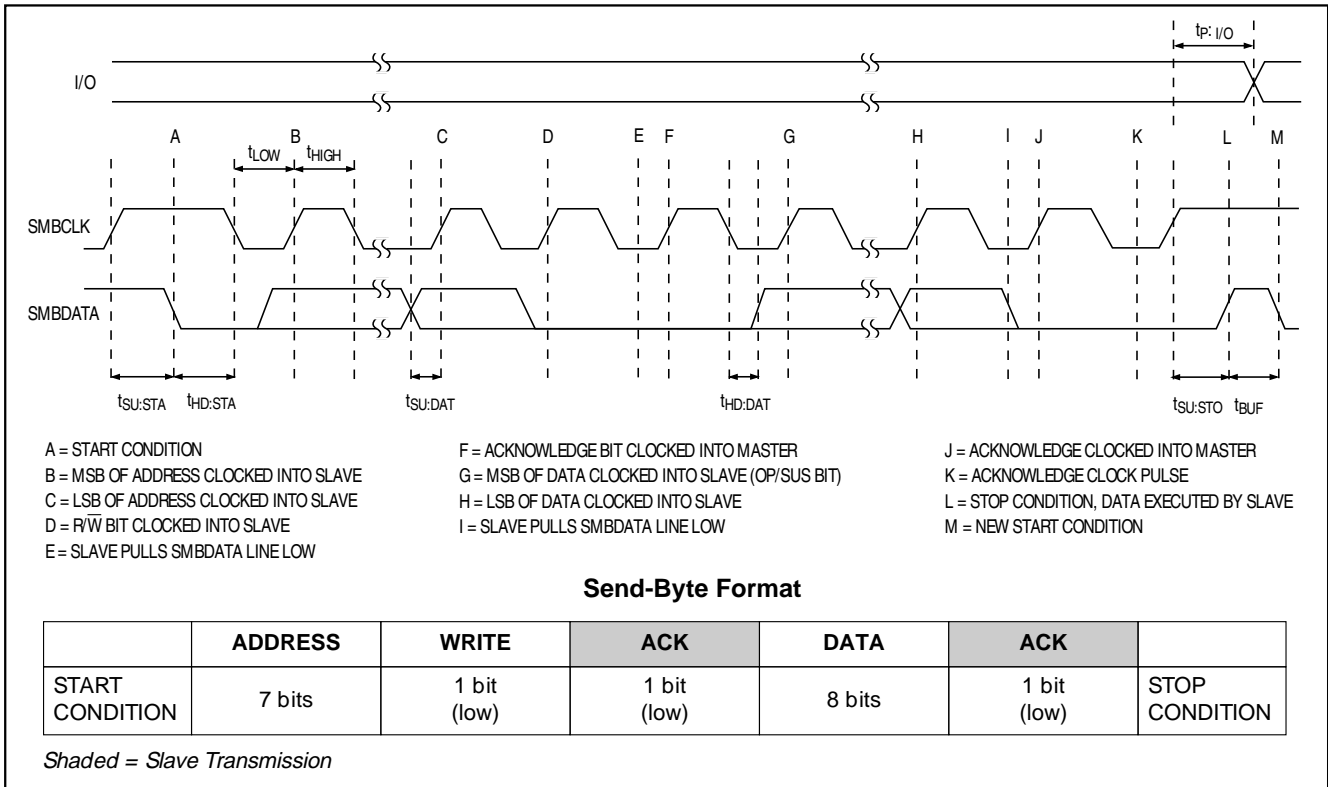 tP: I/O
I/O
A B C D E F G H I J K L M
tLOW tHIGH
SMBCLK
SMBDATA
tSU:STA tHD:STA tSU:DAT tHD:DAT tSU:STO tBUF
A = START CONDITION
B = MSB OF ADDRESS CLOCKED INTO SLAVE
C = LSB OF ADDRESS CLOCKED INTO SLAVE
D = R/W̅ BIT CLOCKED INTO SLAVE
E = SLAVE PULLS SMBDATA LINE LOW
F = ACKNOWLEDGE BIT CLOCKED INTO MASTER
G = MSB OF DATA CLOCKED INTO SLAVE (OP/SUS BIT)
H = LSB OF DATA CLOCKED INTO SLAVE
I = SLAVE PULLS SMBDATA LINE LOW
J = ACKNOWLEDGE CLOCKED INTO MASTER
K = ACKNOWLEDGE CLOCK PULSE
L = STOP CONDITION, DATA EXECUTED BY SLAVE
M = NEW START CONDITION
Send-Byte Format
ADDRESS WRITE ACK DATA ACK
START CONDITION 7 bits 1 bit (low) 1 bit (low) 8 bits 1 bit (low) STOP CONDITION
Shaded = Slave Transmission